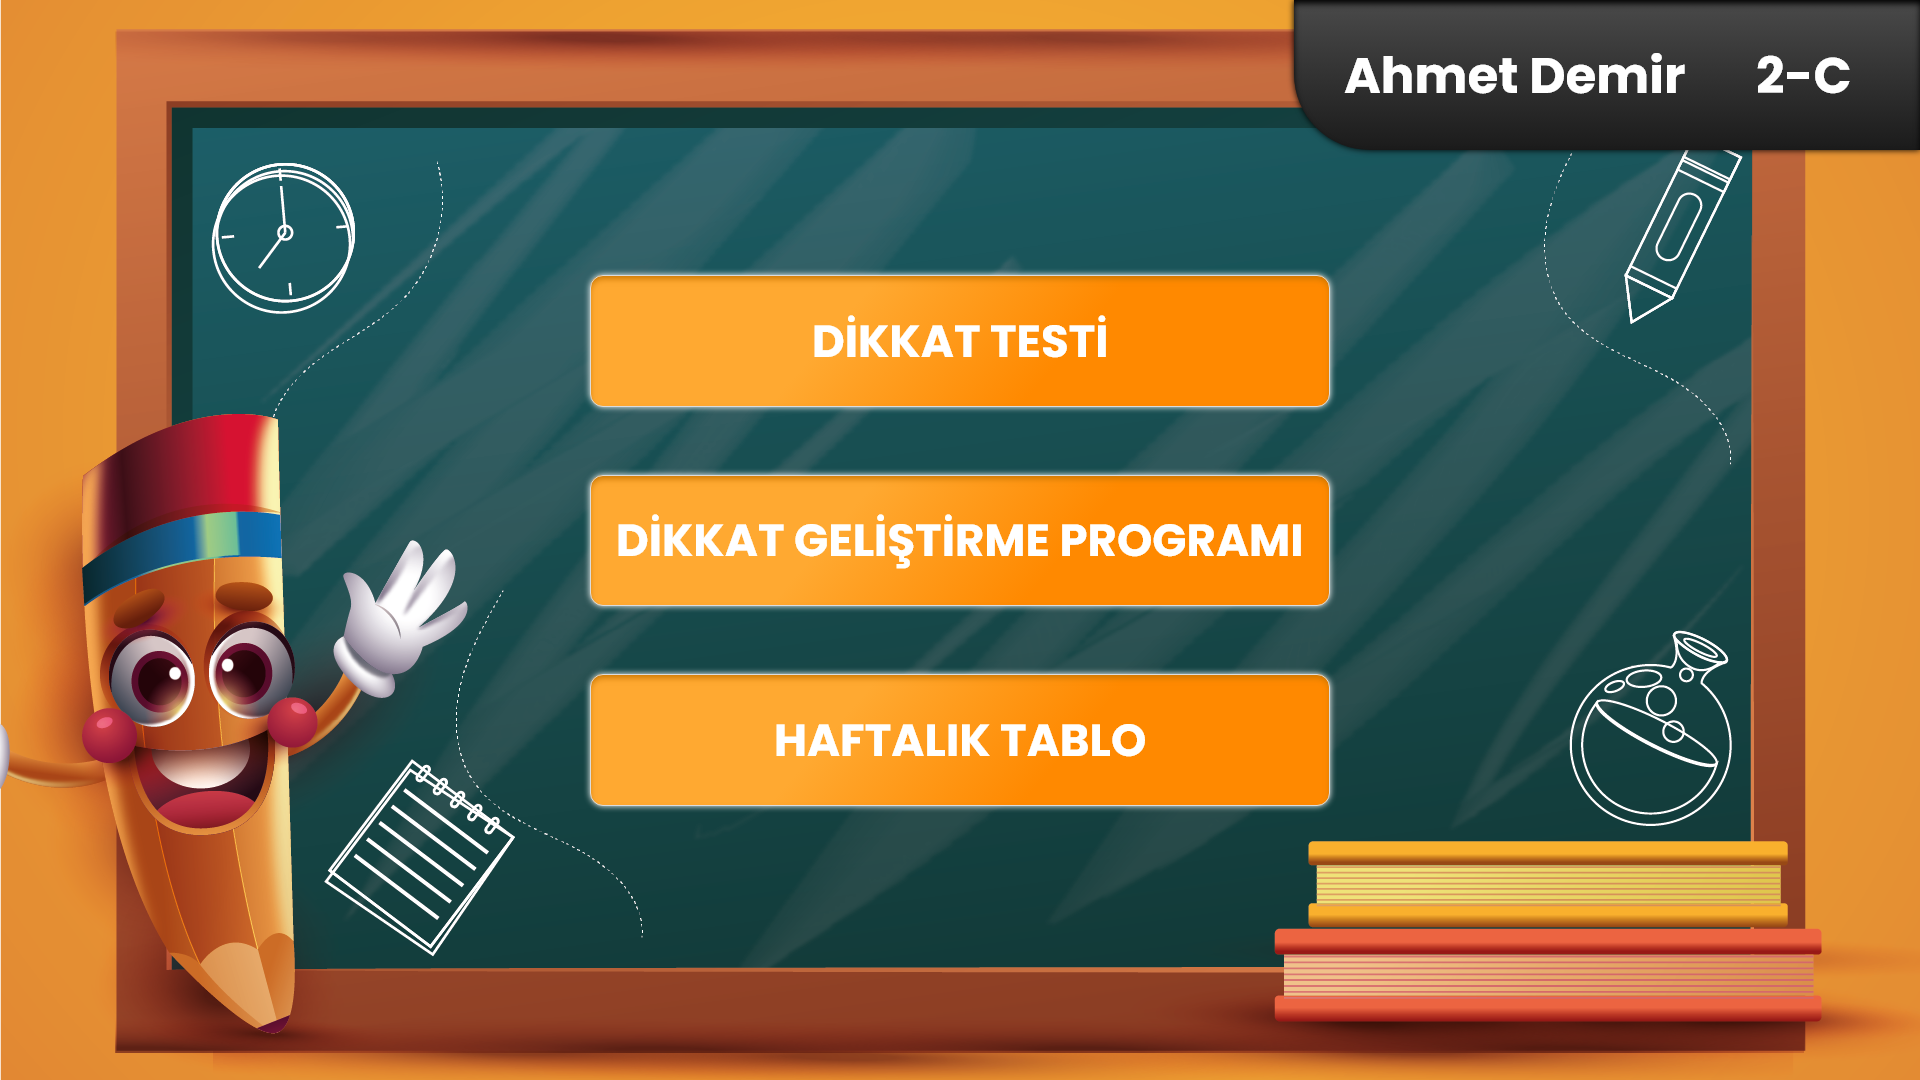 Ahmet Demir 2-C
DİKKAT TESTİ
DİKKAT GELİŞTİRME PROGRAMI
HAFTALIK TABLO